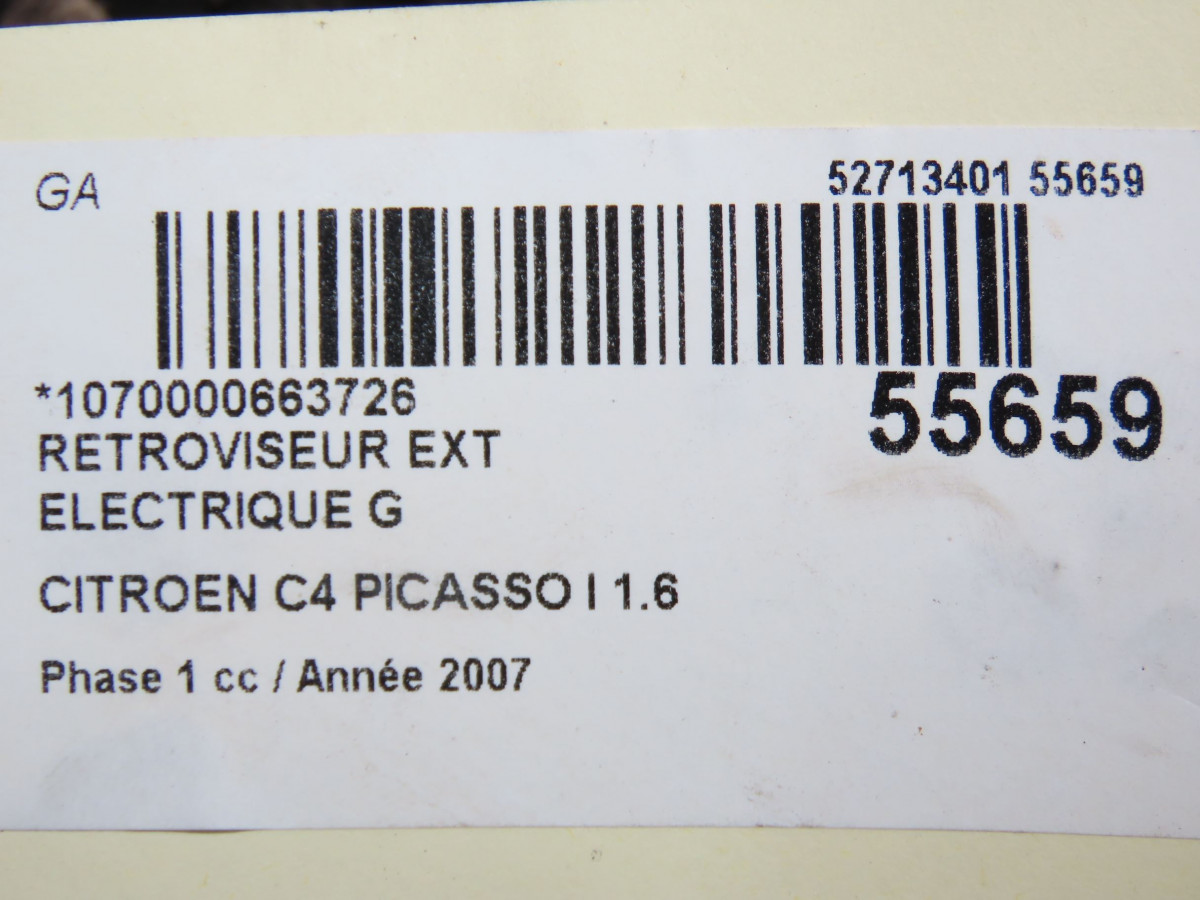 GA
52713401 55659
*1070000663726
55659
RETROVISEUR EXT
ELECTRIQUE G
CITROEN C4 PICASSO I 1.6
Phase 1 cc / Année 2007